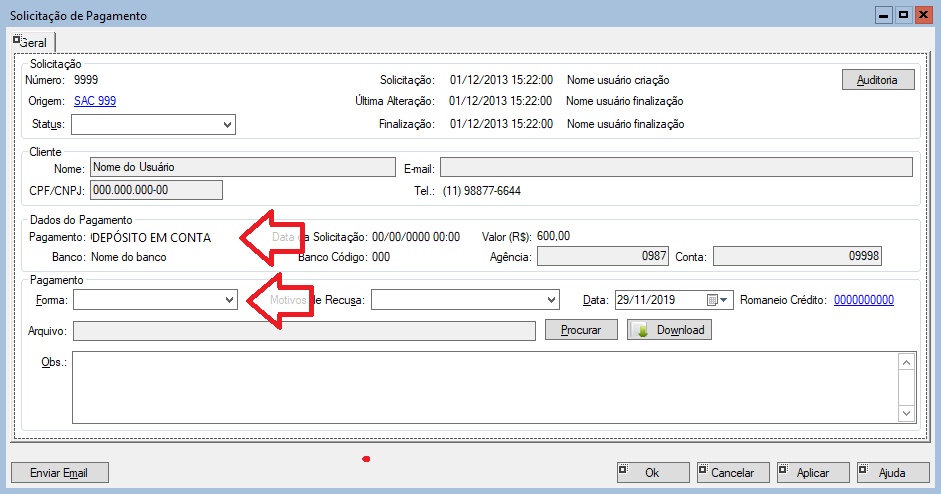 Solicitação de Pagamento
Geral
Solicitação
Número: 9999 Solicitação: 01/12/2013 15:22:00 Nome usuário criação Auditoria
Origem: SAC 999 Última Alteração: 01/12/2013 15:22:00 Nome usuário finalização
Status: Finalização: 01/12/2013 15:22:00 Nome usuário finalização
Cliente
Nome: Nome do Usuário E-mail:
CPF/CNPJ: 000.000.000-00 Tel.: (11) 98877-6644
Dados do Pagamento
Pagamento: DEPÓSITO EM CONTA Data da Solicitação: 00/00/0000 00:00 Valor (R$): 600,00
Banco: Nome do banco Banco Código: 000 Agência: 0987 Conta: 09998
Pagamento
Forma: Motivos de Recusa: Data: 29/11/2019 Romaneio Crédito: 0000000000
Arquivo: Procurar Download
Obs.:
Enviar Email Ok Cancelar Aplicar Ajuda